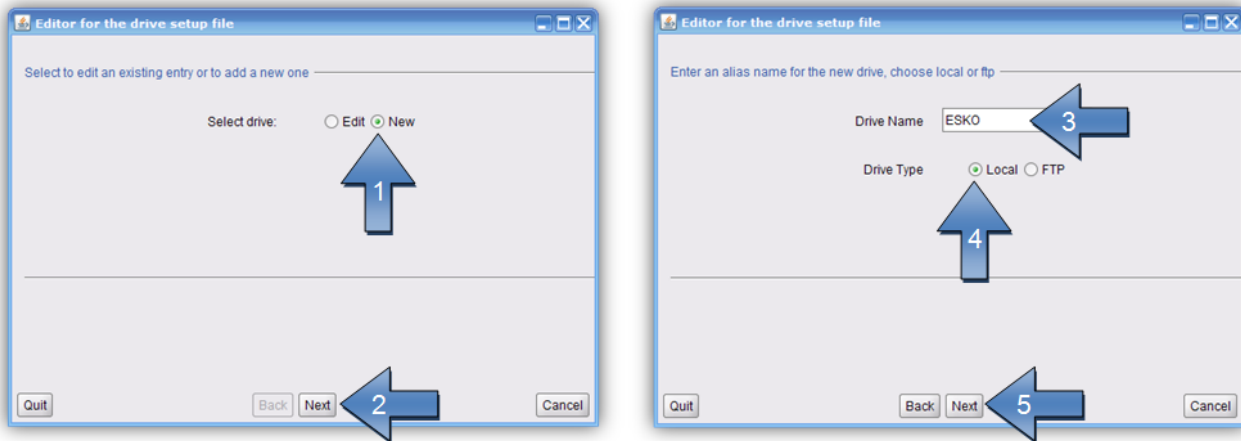 Editor for the drive setup file
Select to edit an existing entry or to add a new one
Select drive: Edit New
1
Quit Back Next 2 Cancel
Editor for the drive setup file
Enter an alias name for the new drive, choose local or ftp
Drive Name ESKO 3
Drive Type Local FTP
4
Quit Back Next 5 Cancel